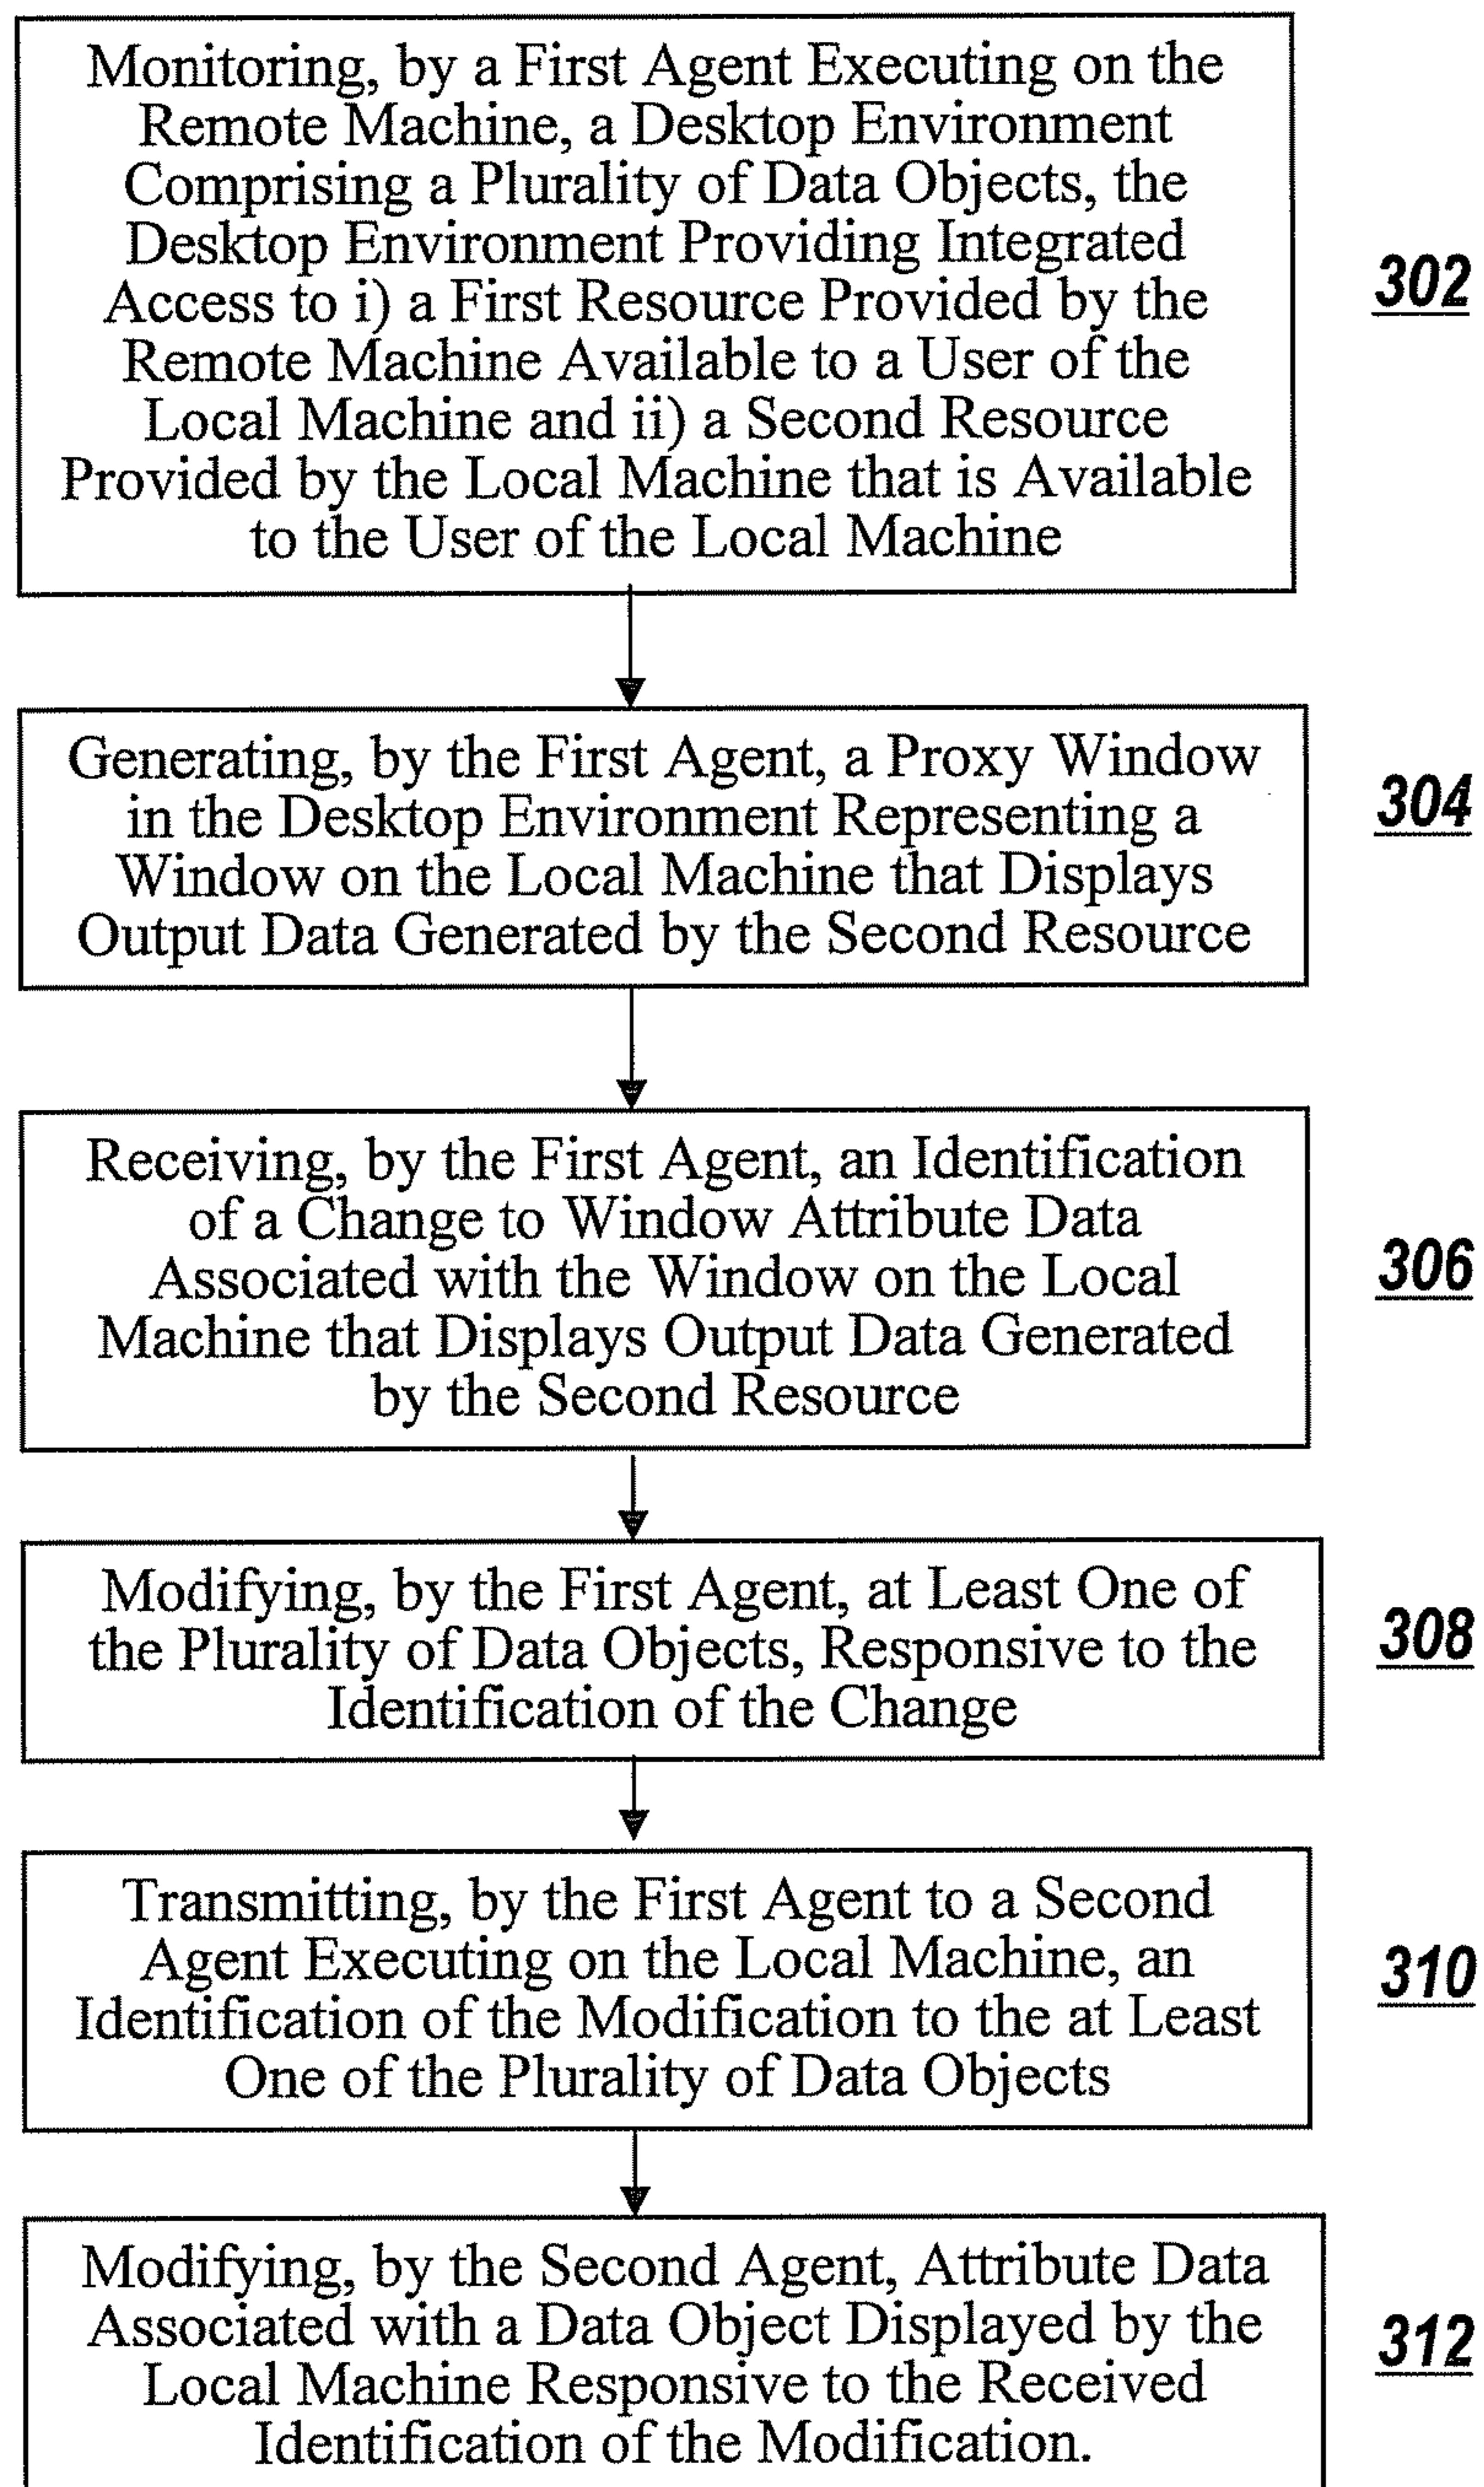 Monitoring, by a First Agent Executing on the
Remote Machine, a Desktop Environment
Comprising a Plurality of Data Objects, the
Desktop Environment Providing Integrated
Access to i) a First Resource Provided by the
Remote Machine Available to a User of the
Local Machine and ii) a Second Resource
Provided by the Local Machine that is Available
to the User of the Local Machine
302
Generating, by the First Agent, a Proxy Window
in the Desktop Environment Representing a
Window on the Local Machine that Displays
Output Data Generated by the Second Resource
304
Receiving, by the First Agent, an Identification
of a Change to Window Attribute Data
Associated with the Window on the Local
Machine that Displays Output Data Generated
by the Second Resource
306
Modifying, by the First Agent, at Least One of
the Plurality of Data Objects, Responsive to the
Identification of the Change
308
Transmitting, by the First Agent to a Second
Agent Executing on the Local Machine, an
Identification of the Modification to the at Least
One of the Plurality of Data Objects
310
Modifying, by the Second Agent, Attribute Data
Associated with a Data Object Displayed by the
Local Machine Responsive to the Received
Identification of the Modification.
312